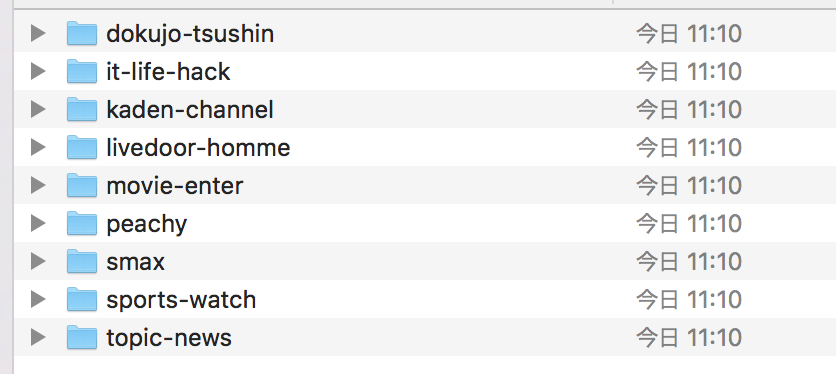 dokujo-tsushin 今日 11:10
it-life-hack 今日 11:10
kaden-channel 今日 11:10
livedoor-homme 今日 11:10
movie-enter 今日 11:10
peachy 今日 11:10
smax 今日 11:10
sports-watch 今日 11:10
topic-news 今日 11:10